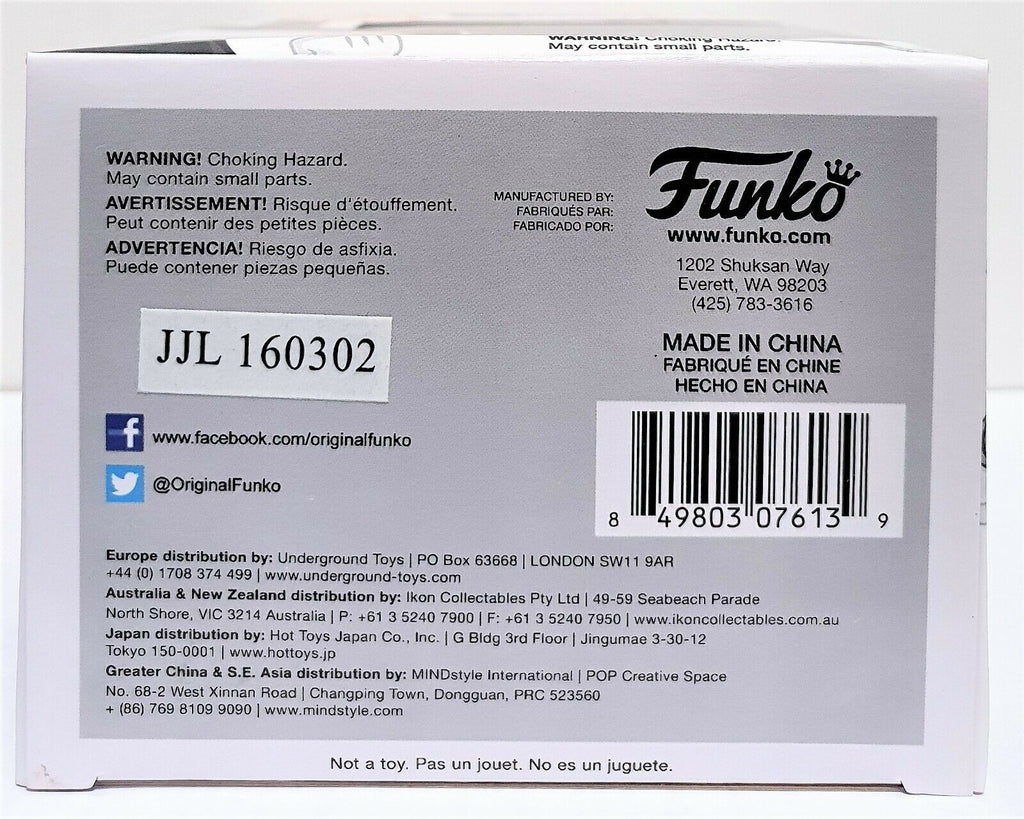 WARNING! Choking Hazard.
May contain small parts.
WARNING! Choking Hazard.
May contain small parts.
AVERTISSEMENT! Risque d'étouffement.
Peut contenir des petites pièces.
ADVERTENCIA! Riesgo de asfixia.
Puede contener piezas pequeñas.
MANUFACTURED BY:
FABRIQUÉS PAR:
FABRICADO POR:
Funko
www.funko.com
1202 Shuksan Way
Everett, WA 98203
(425) 783-3616
MADE IN CHINA
FABRIQUÉ EN CHINE
HECHO EN CHINA
JJL 160302
f www.facebook.com/originalfunko
@OriginalFunko
8 49803 07613 9
Europe distribution by: Underground Toys | PO Box 63668 | LONDON SW11 9AR
+44 (0) 1708 374 499 | www.underground-toys.com
Australia & New Zealand distribution by: Ikon Collectables Pty Ltd | 49-59 Seabeach Parade
North Shore, VIC 3214 Australia | P: +61 3 5240 7900 | F: +61 3 5240 7950 | www.ikoncollectables.com.au
Japan distribution by: Hot Toys Japan Co., Inc. | G Bldg 3rd Floor | Jingumae 3-30-12
Tokyo 150-0001 | www.hottoys.jp
Greater China & S.E. Asia distribution by: MINDstyle International | POP Creative Space
No. 68-2 West Xinnan Road | Changping Town, Dongguan, PRC 523560
+ (86) 769 8109 9090 | www.mindstyle.com
Not a toy. Pas un jouet. No es un juguete.